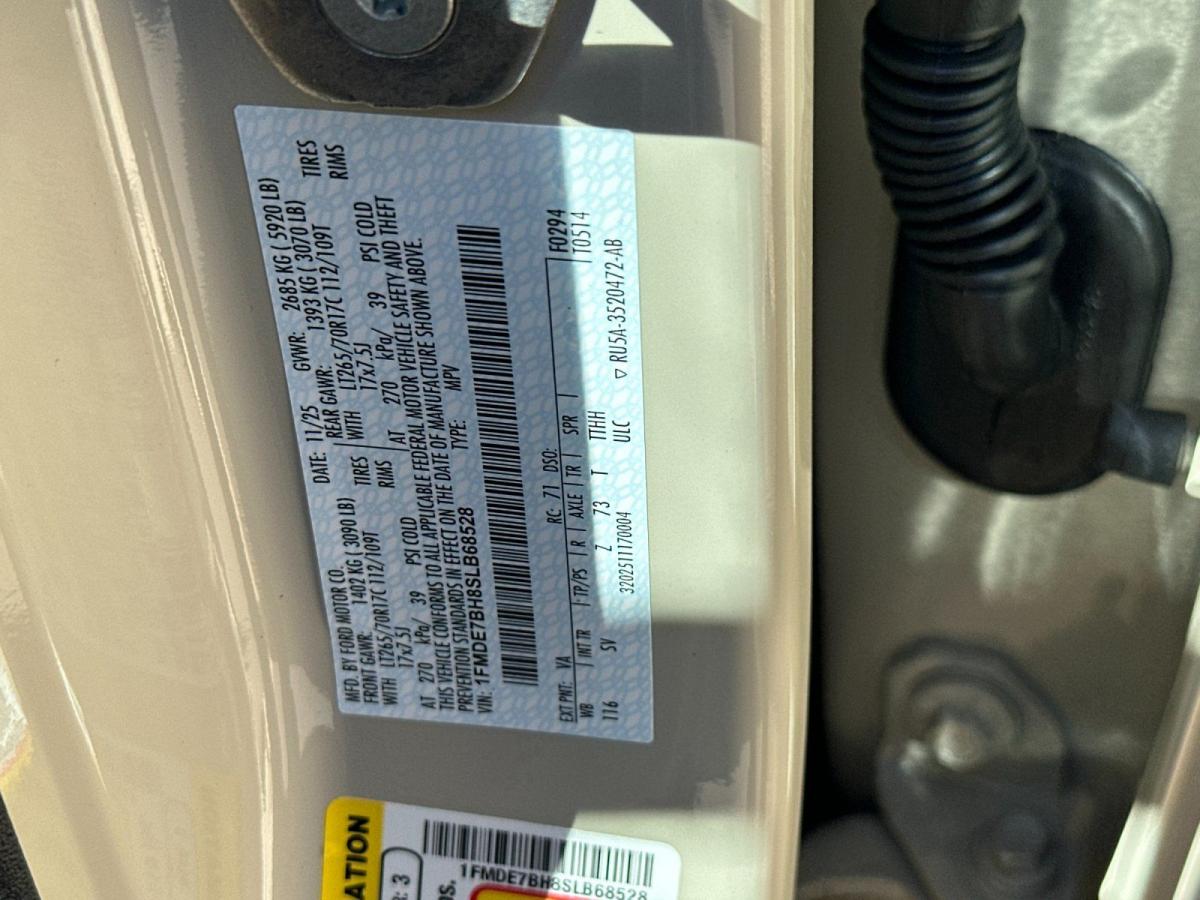 MFD. BY FORD MOTOR CO.
DATE: 11/25 GVWR: 2685 KG ( 5920 LB)
FRONT GAWR: 1402 KG ( 3090 LB)
REAR GAWR: 1393 KG ( 3070 LB)
WITH LT265/70R17C 112/109T TIRES
WITH LT265/70R17C 112/109T TIRES
17x7.5J RIMS
17x7.5J RIMS
AT 270 kPa/ 39 PSI COLD
AT 270 kPa/ 39 PSI COLD
THIS VEHICLE CONFORMS TO ALL APPLICABLE FEDERAL MOTOR VEHICLE SAFETY AND THEFT
PREVENTION STANDARDS IN EFFECT ON THE DATE OF MANUFACTURE SHOWN ABOVE.
VIN: 1FMDE7BH8SLB68528 TYPE: MPV
EXT PNT: VA RC: 71 DSO: F0294
WB INT TR TP/PS R AXLE TR SPR T0514
116 SV Z 73 T TTHH
3202511170004 ULC ▽ RU5A-3520472-AB
ATION
R: 3
1FMDE7BH8SLB68528